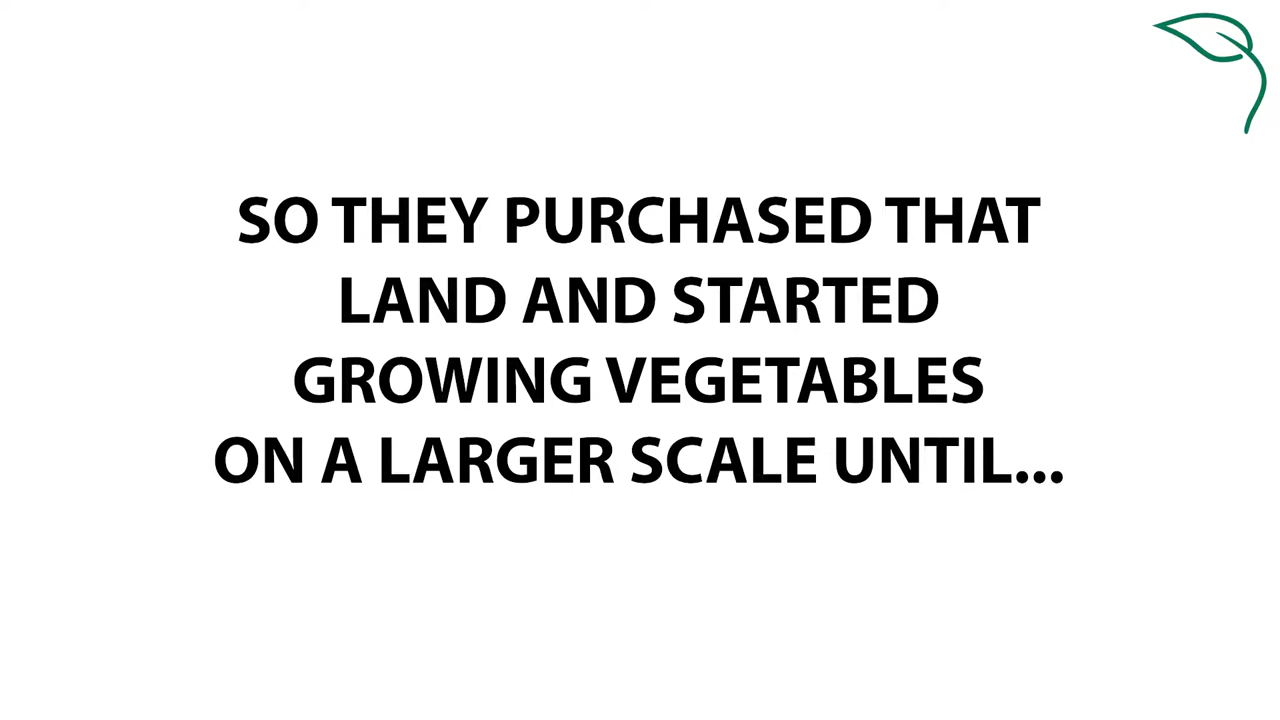 SO THEY PURCHASED THAT
LAND AND STARTED
GROWING VEGETABLES
ON A LARGER SCALE UNTIL...